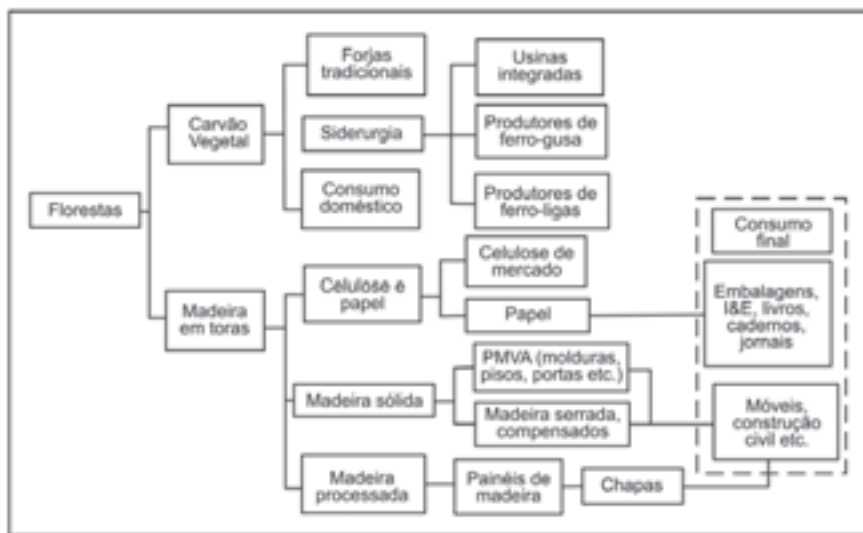 Florestas
Carvão
Vegetal
Forjas
tradicionais
Siderurgia
Consumo
doméstico
Usinas
integradas
Produtores de
ferro-gusa
Produtores de
ferro-ligas
Madeira
em toras
Celulose e
papel
Celulose de
mercado
Papel
Madeira sólida
PMVA (molduras,
pisos, portas etc.)
Madeira serrada,
compensados
Madeira
processada
Painéis de
madeira
Chapas
Consumo
final
Embalagens,
I&E, livros,
cadernos,
jornais
Móveis,
construção
civil etc.